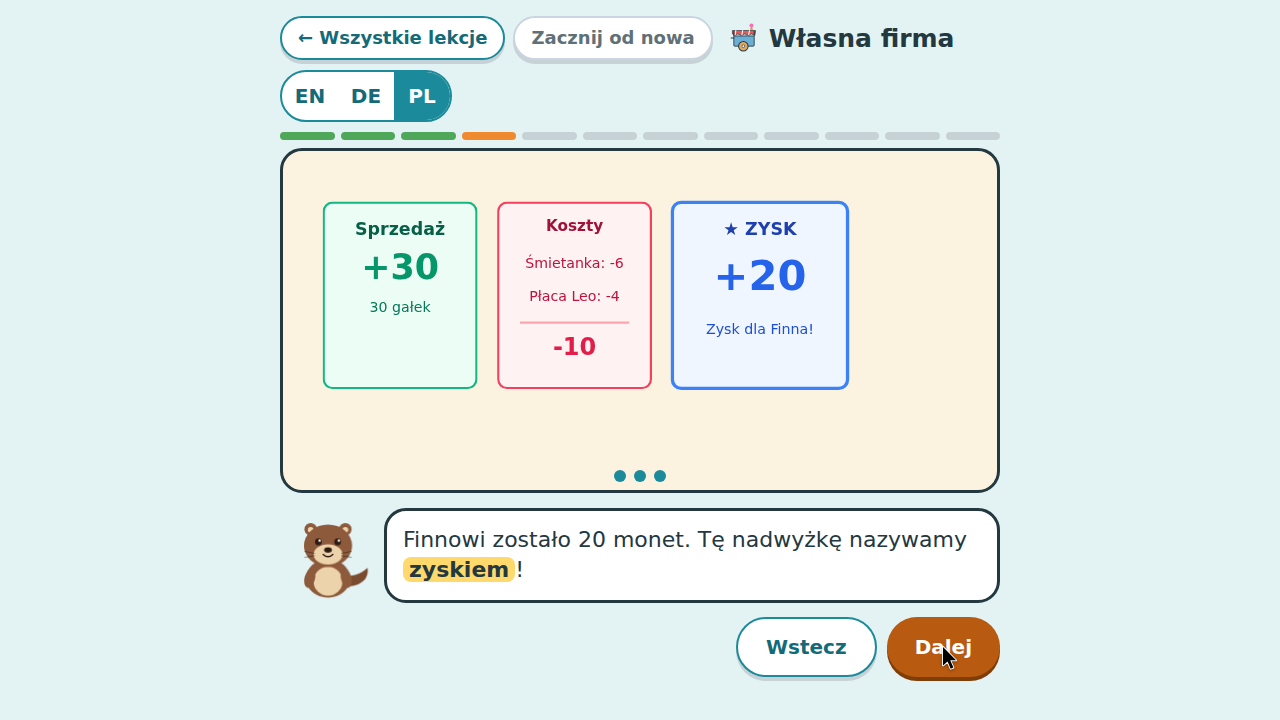 ← Wszystkie lekcje
Zacznij od nowa
Własna firma
EN DE PL
Sprzedaż
+30
30 gałek
Koszty
Śmietanka: -6
Płaca Leo: -4
-10
★ ZYSK
+20
Zysk dla Finna!
Finnowi zostało 20 monet. Tę nadwyżkę nazywamy
zyskiem!
Wstecz
Dalej